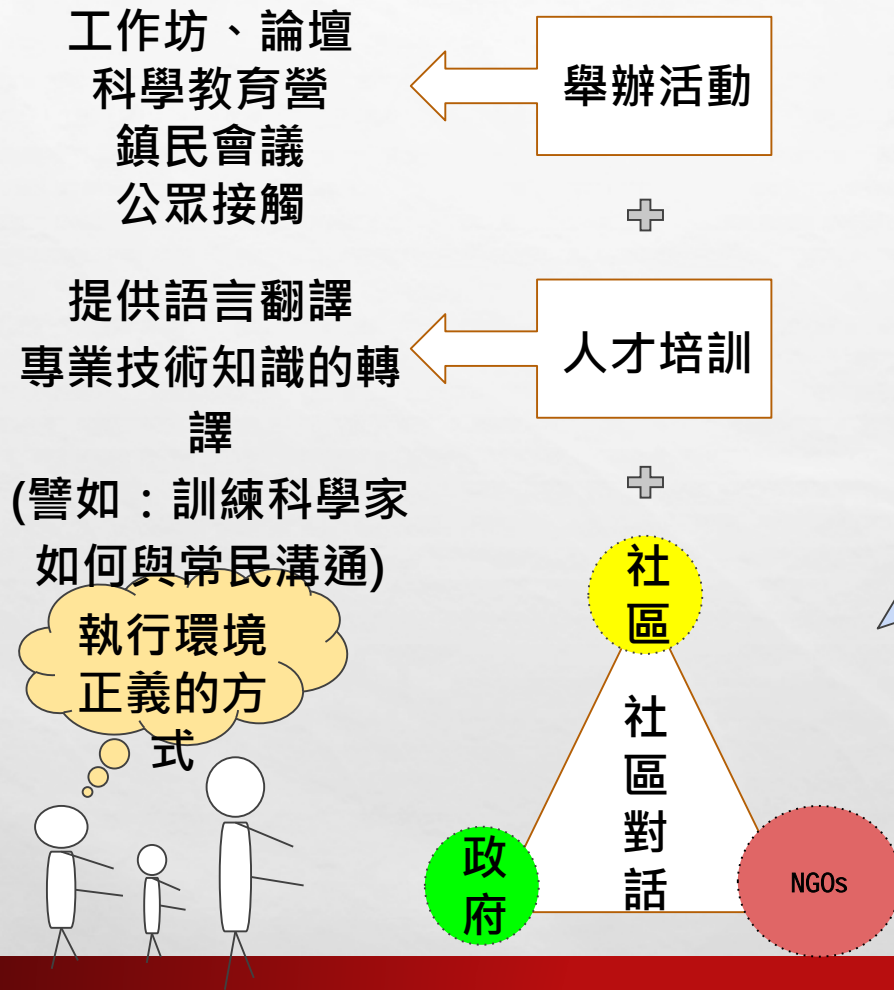 工作坊、論壇
科學教育營
鎮民會議
公眾接觸
舉辦活動
提供語言翻譯
專業技術知識的轉
譯
(譬如：訓練科學家
如何與常民溝通)
人才培訓
執行環境
正義的方
式
社
區
社
區
對
話
政
府
NGOs